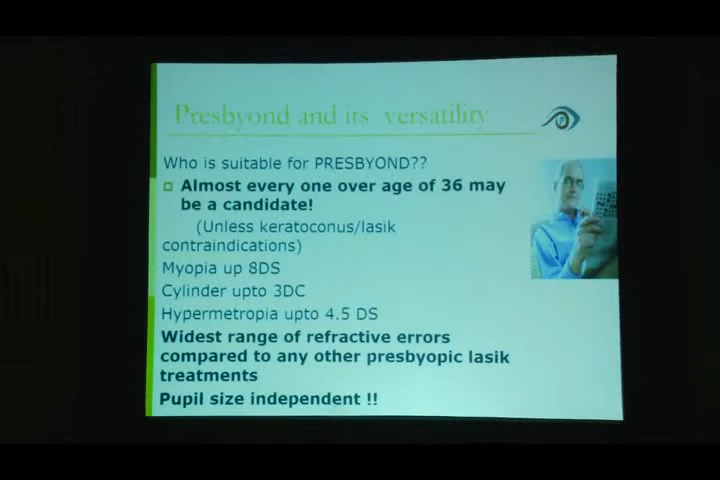 Presbyond and its versatility
Who is suitable for PRESBYOND??
Almost every one over age of 36 may
be a candidate!
(Unless keratoconus/lasik
contraindications)
Myopia up 8DS
Cylinder upto 3DC
Hypermetropia upto 4.5 DS
Widest range of refractive errors
compared to any other presbyopic lasik
treatments
Pupil size independent !!